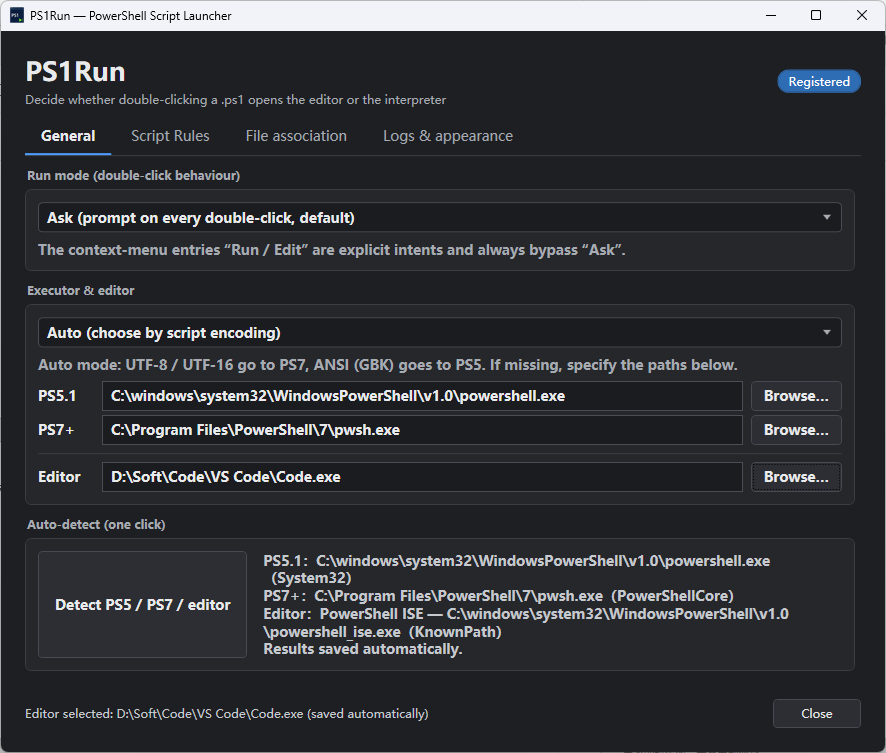 PS1Run — PowerShell Script Launcher
PS1Run
Decide whether double-clicking a .ps1 opens the editor or the interpreter
Registered
General Script Rules File association Logs & appearance
Run mode (double-click behaviour)
Ask (prompt on every double-click, default)
The context-menu entries “Run / Edit” are explicit intents and always bypass “Ask”.
Executor & editor
Auto (choose by script encoding)
Auto mode: UTF-8 / UTF-16 go to PS7, ANSI (GBK) goes to PS5. If missing, specify the paths below.
PS5.1 C:\windows\system32\WindowsPowerShell\v1.0\powershell.exe Browse...
PS7+ C:\Program Files\PowerShell\7\pwsh.exe Browse...
Editor D:\Soft\Code\VS Code\Code.exe Browse...
Auto-detect (one click)
Detect PS5 / PS7 / editor
PS5.1: C:\windows\system32\WindowsPowerShell\v1.0\powershell.exe
(System32)
PS7+: C:\Program Files\PowerShell\7\pwsh.exe (PowerShellCore)
Editor: PowerShell ISE — C:\windows\system32\WindowsPowerShell\v1.0
\powershell_ise.exe (KnownPath)
Results saved automatically.
Editor selected: D:\Soft\Code\VS Code\Code.exe (saved automatically)
Close